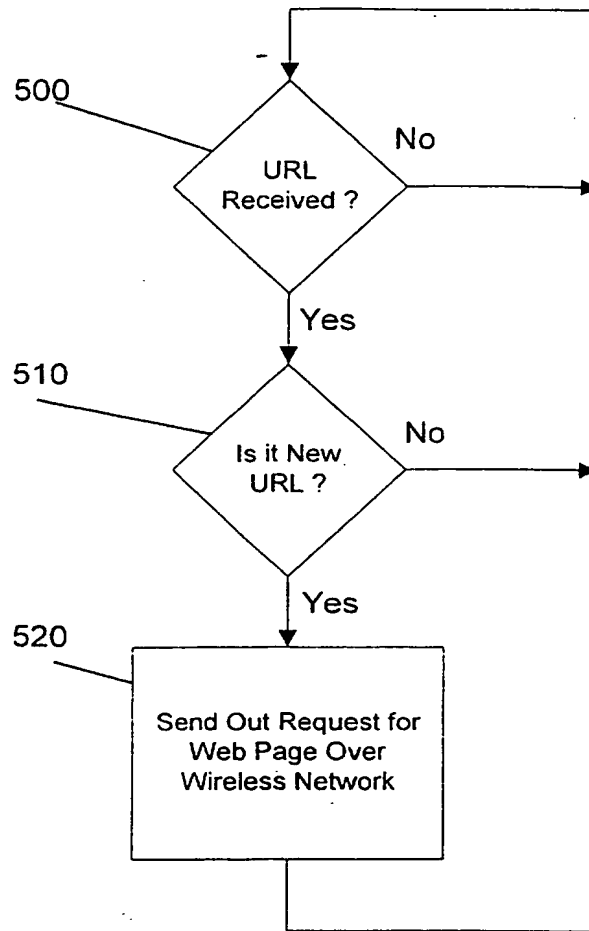 500
No
URL
Received ?
Yes
510
No
Is it New
URL ?
Yes
520
Send Out Request for
Web Page Over
Wireless Network